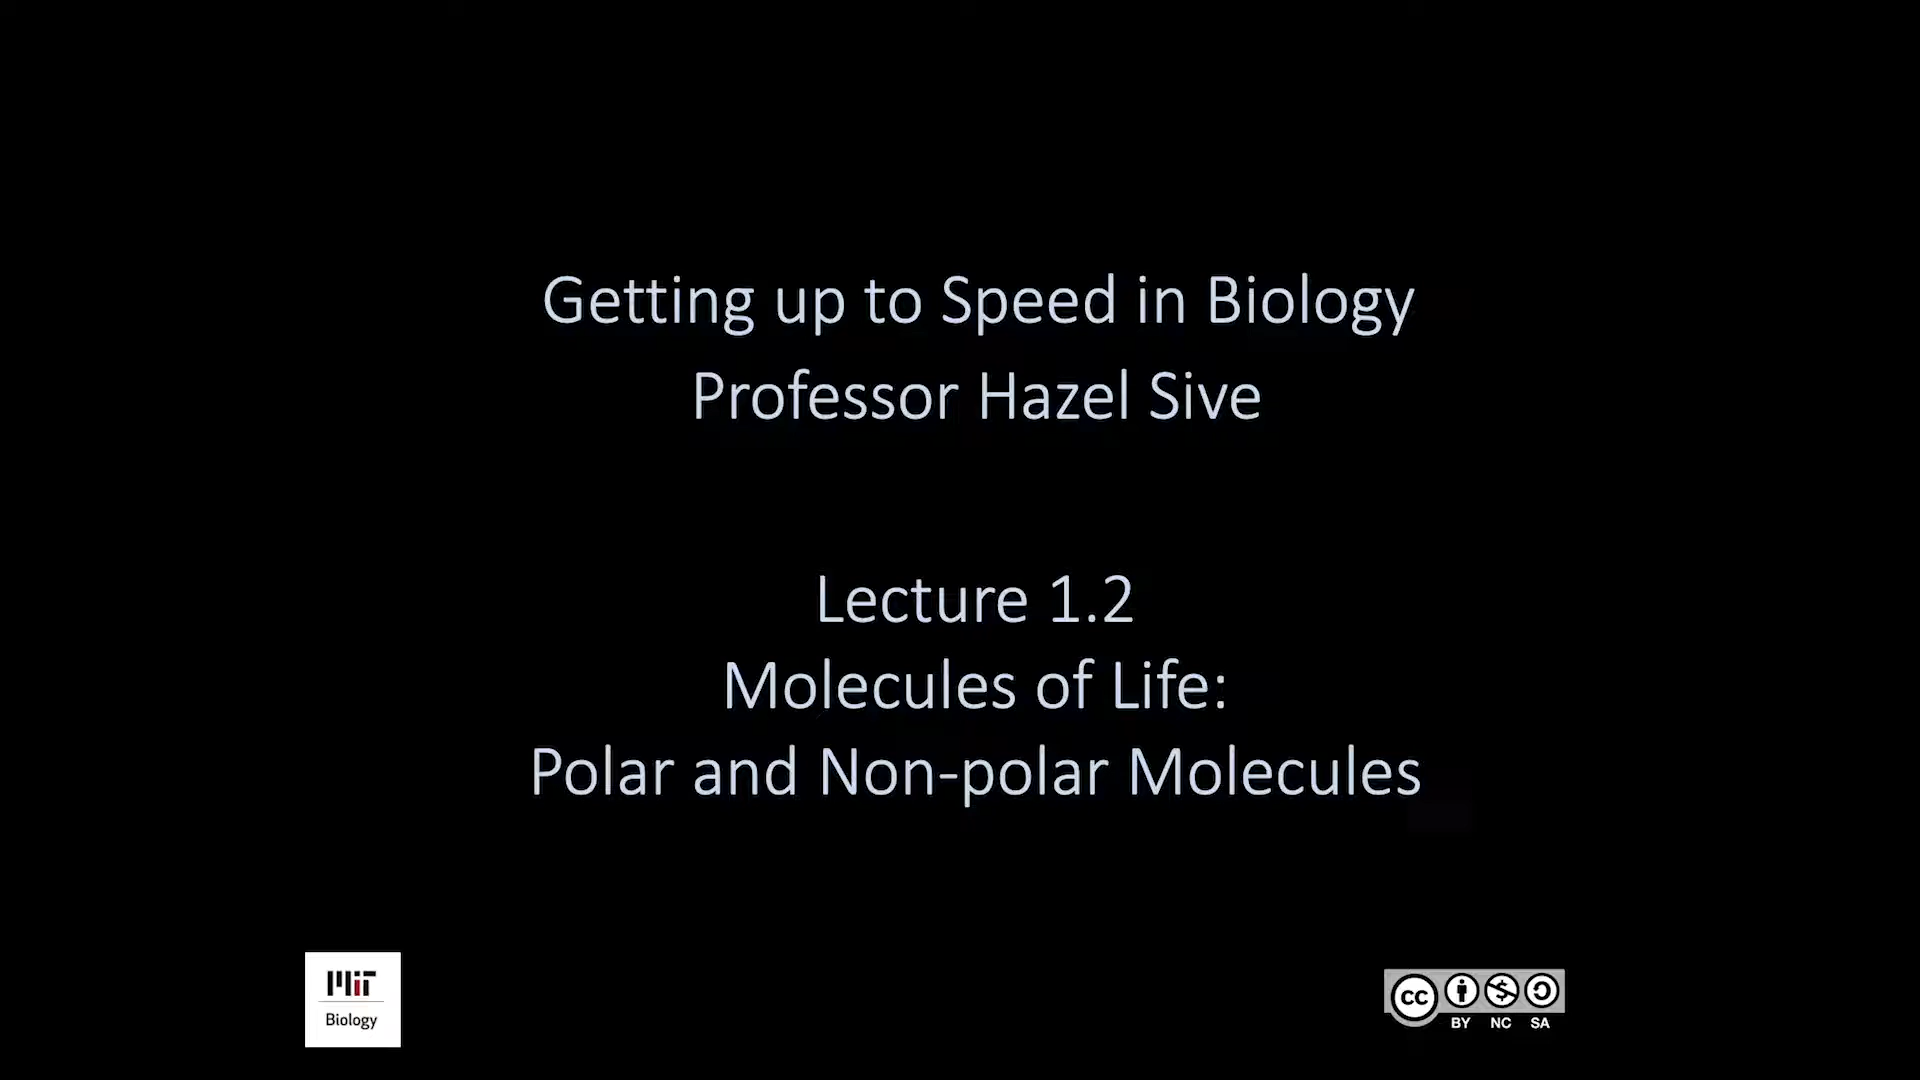 Getting up to Speed in Biology
Professor Hazel Sive
Lecture 1.2
Molecules of Life:
Polar and Non-polar Molecules
MIT
Biology
cc
BY NC SA